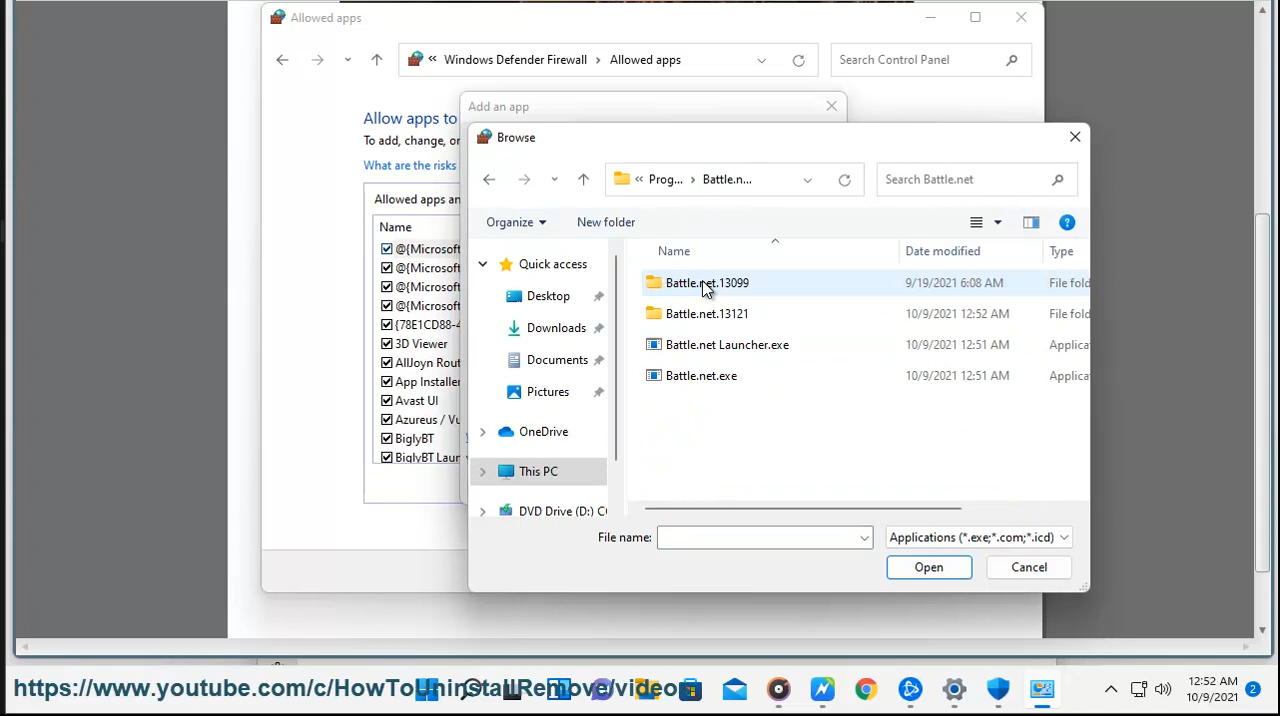 Allowed apps
« Windows Defender Firewall > Allowed apps
Search Control Panel
Add an app
Allow apps to
To add, change, or
What are the risks
Allowed apps an
Name
@{Microsoft
@{Microsoft
@{Microsoft
@{Microsoft
{78E1CD88-4
3D Viewer
AllJoyn Rout
App Installer
Avast UI
Azureus / Vu
BiglyBT
BiglyBT Laun
Browse
« Prog... > Battle.n...
Search Battle.net
Organize
New folder
Name
Date modified
Type
Quick access
Desktop
Downloads
Documents
Pictures
OneDrive
This PC
DVD Drive (D:) C
Battle.net.13099 9/19/2021 6:08 AM File fold
Battle.net.13121 10/9/2021 12:52 AM File fold
Battle.net Launcher.exe 10/9/2021 12:51 AM Applica
Battle.net.exe 10/9/2021 12:51 AM Applica
File name:
Applications (*.exe;*.com;*.icd)
Open
Cancel
https://www.youtube.com/c/HowToUninstallRemove/videos
12:52 AM
10/9/2021
2